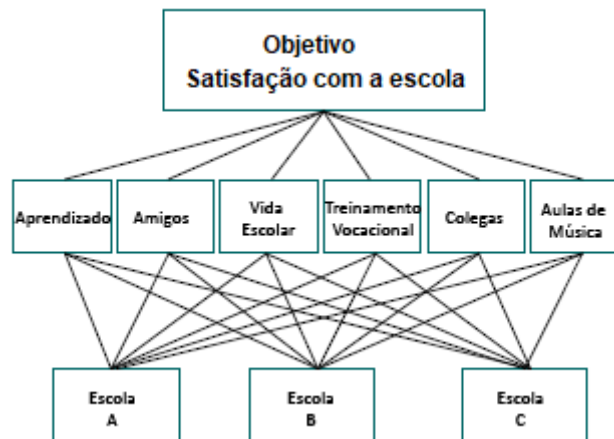 Objetivo
Satisfação com a escola
Aprendizado
Amigos
Vida
Escolar
Treinamento
Vocacional
Colegas
Aulas de
Música
Escola
A
Escola
B
Escola
C